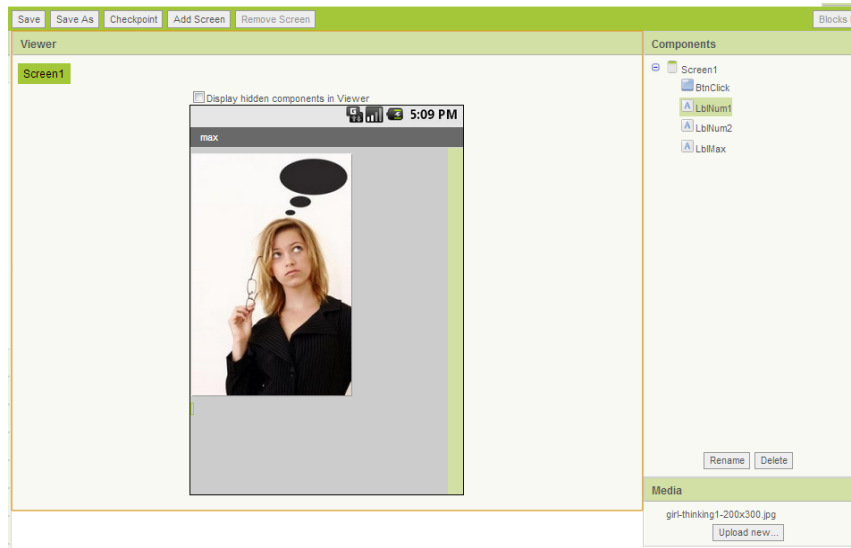 Save Save As Checkpoint Add Screen Remove Screen Blocks
Viewer
Components
Screen1
Display hidden components in Viewer
5:09 PM
max
Screen1
BtnClick
LblNum1
LblNum2
LblMax
Rename Delete
Media
girl-thinking1-200x300.jpg
Upload new...